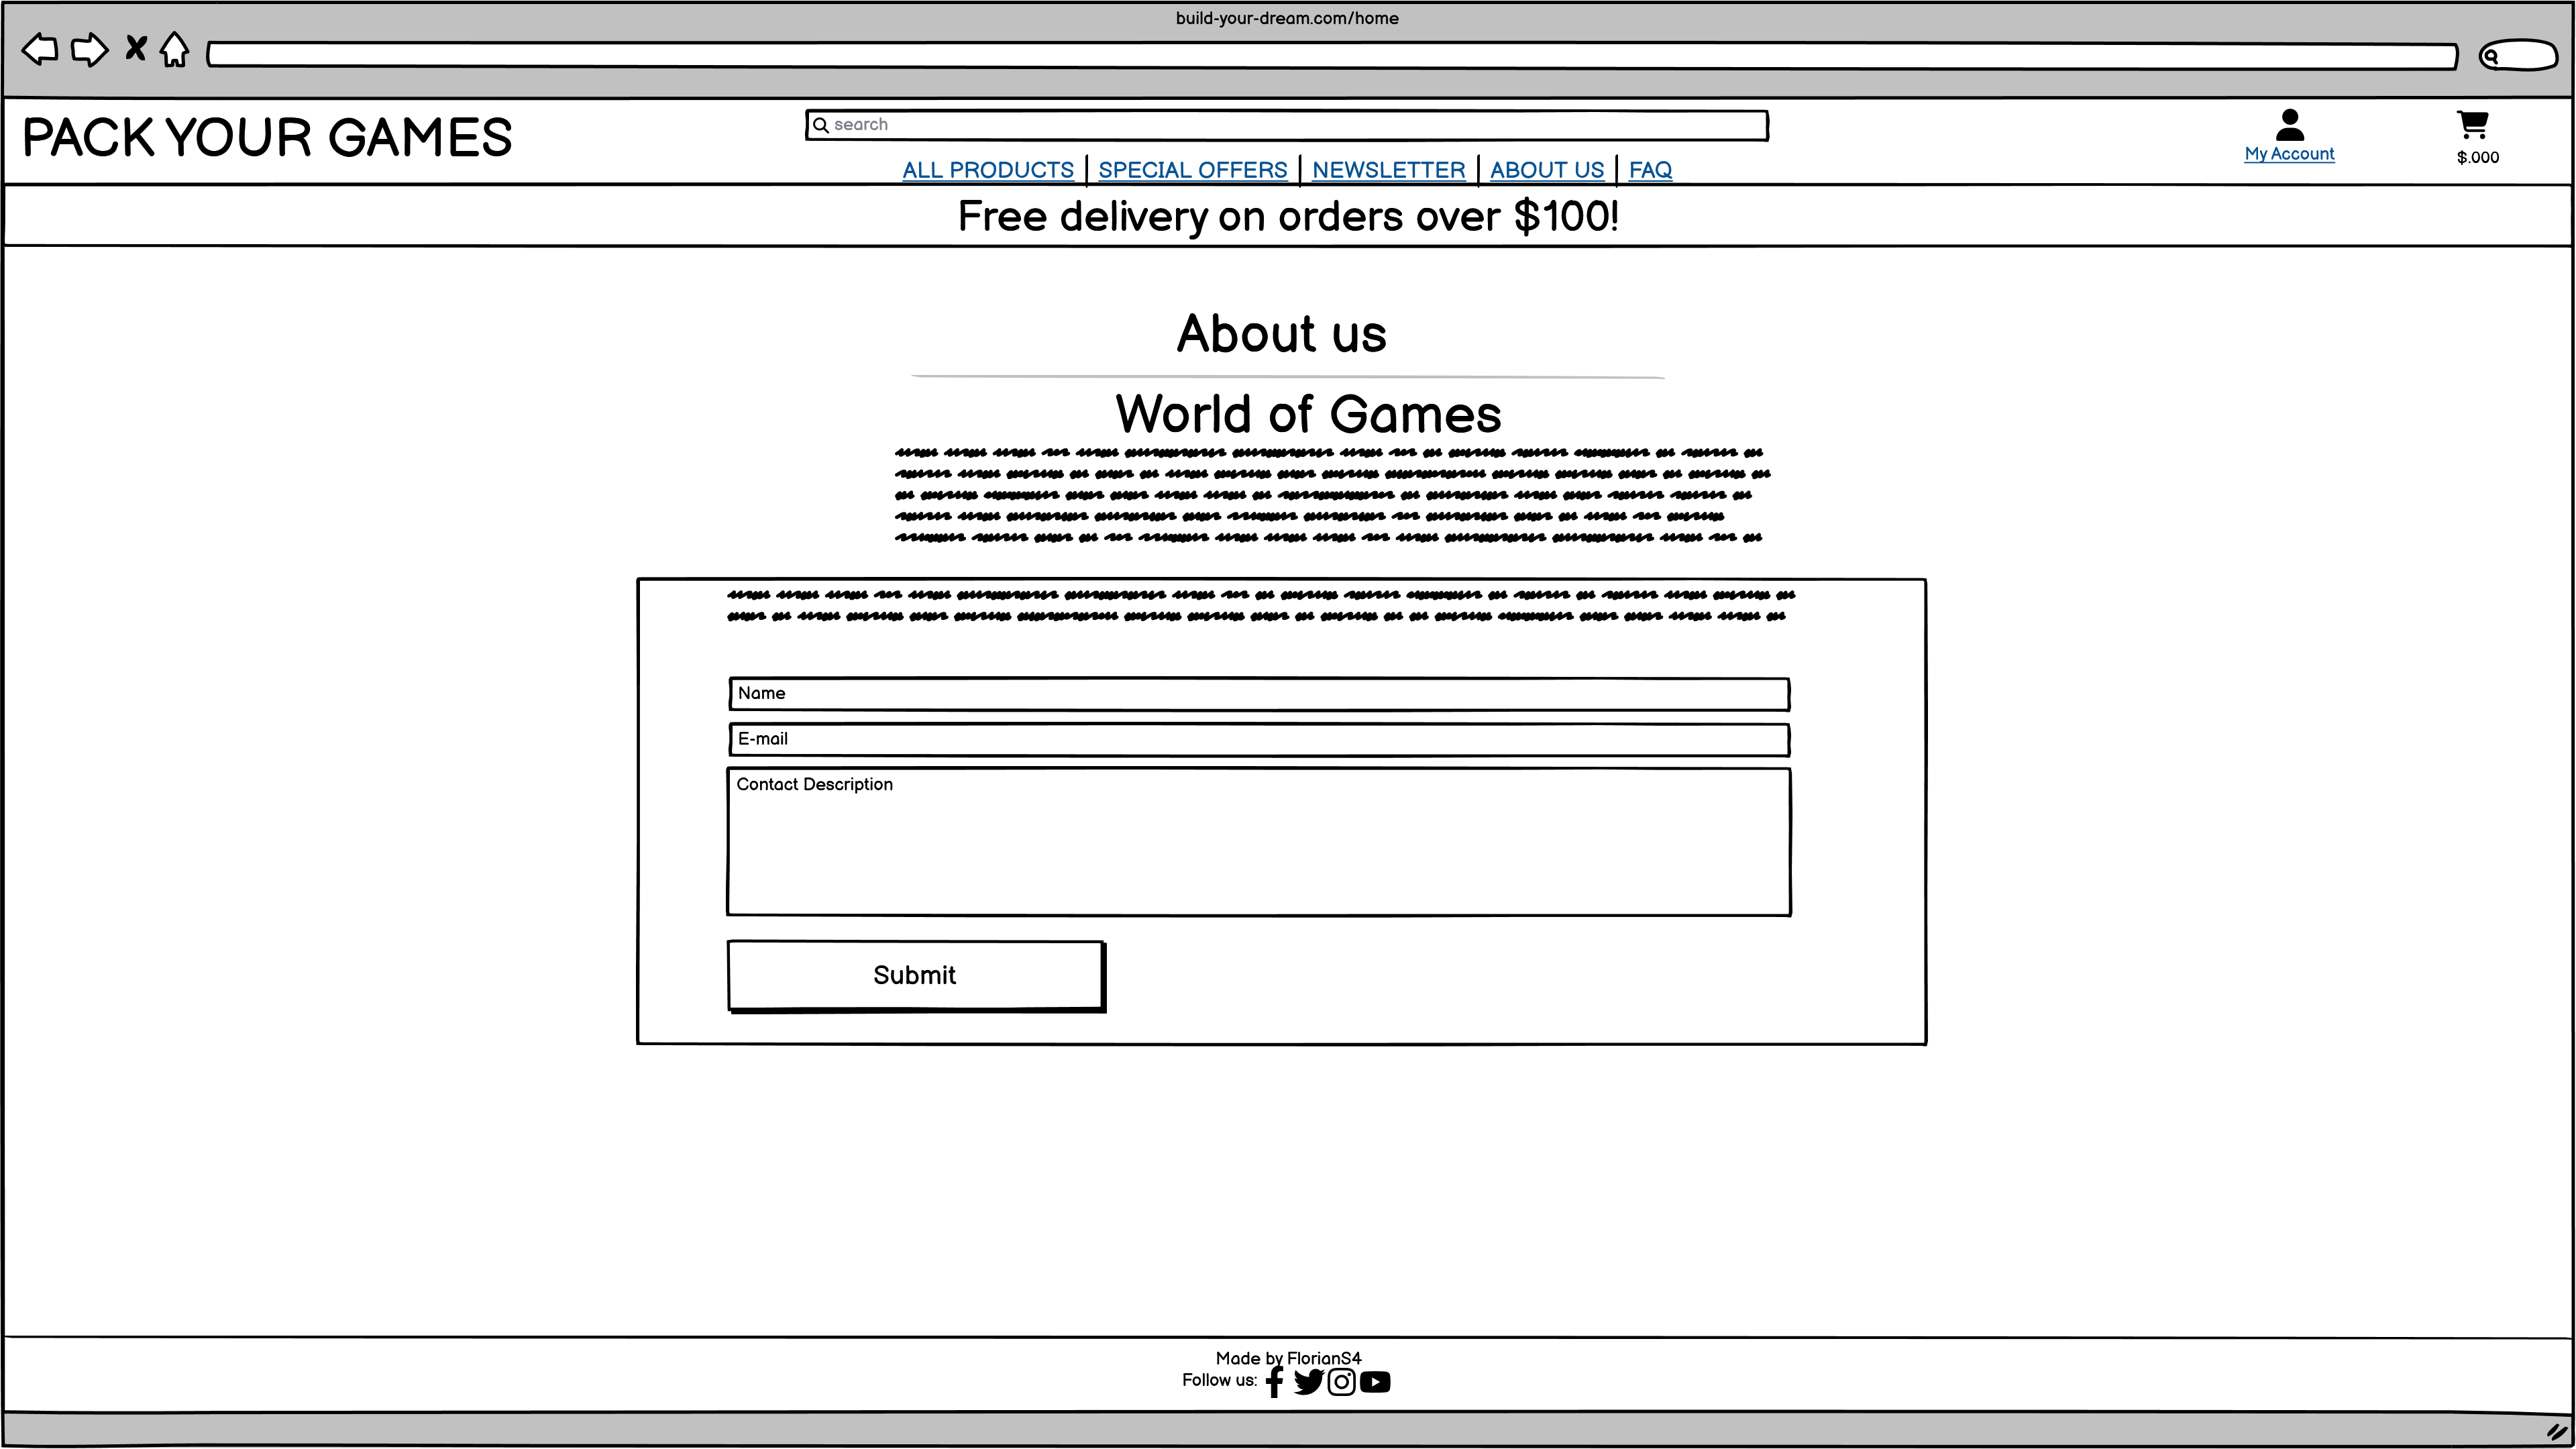 build-your-dream.com/home
PACK YOUR GAMES
search
My Account
$.000
ALL PRODUCTS
SPECIAL OFFERS
NEWSLETTER
ABOUT US
FAQ
Free delivery on orders over $100!
About us
World of Games
Name
E-mail
Contact Description
Submit
Made by FlorianS4
Follow us: